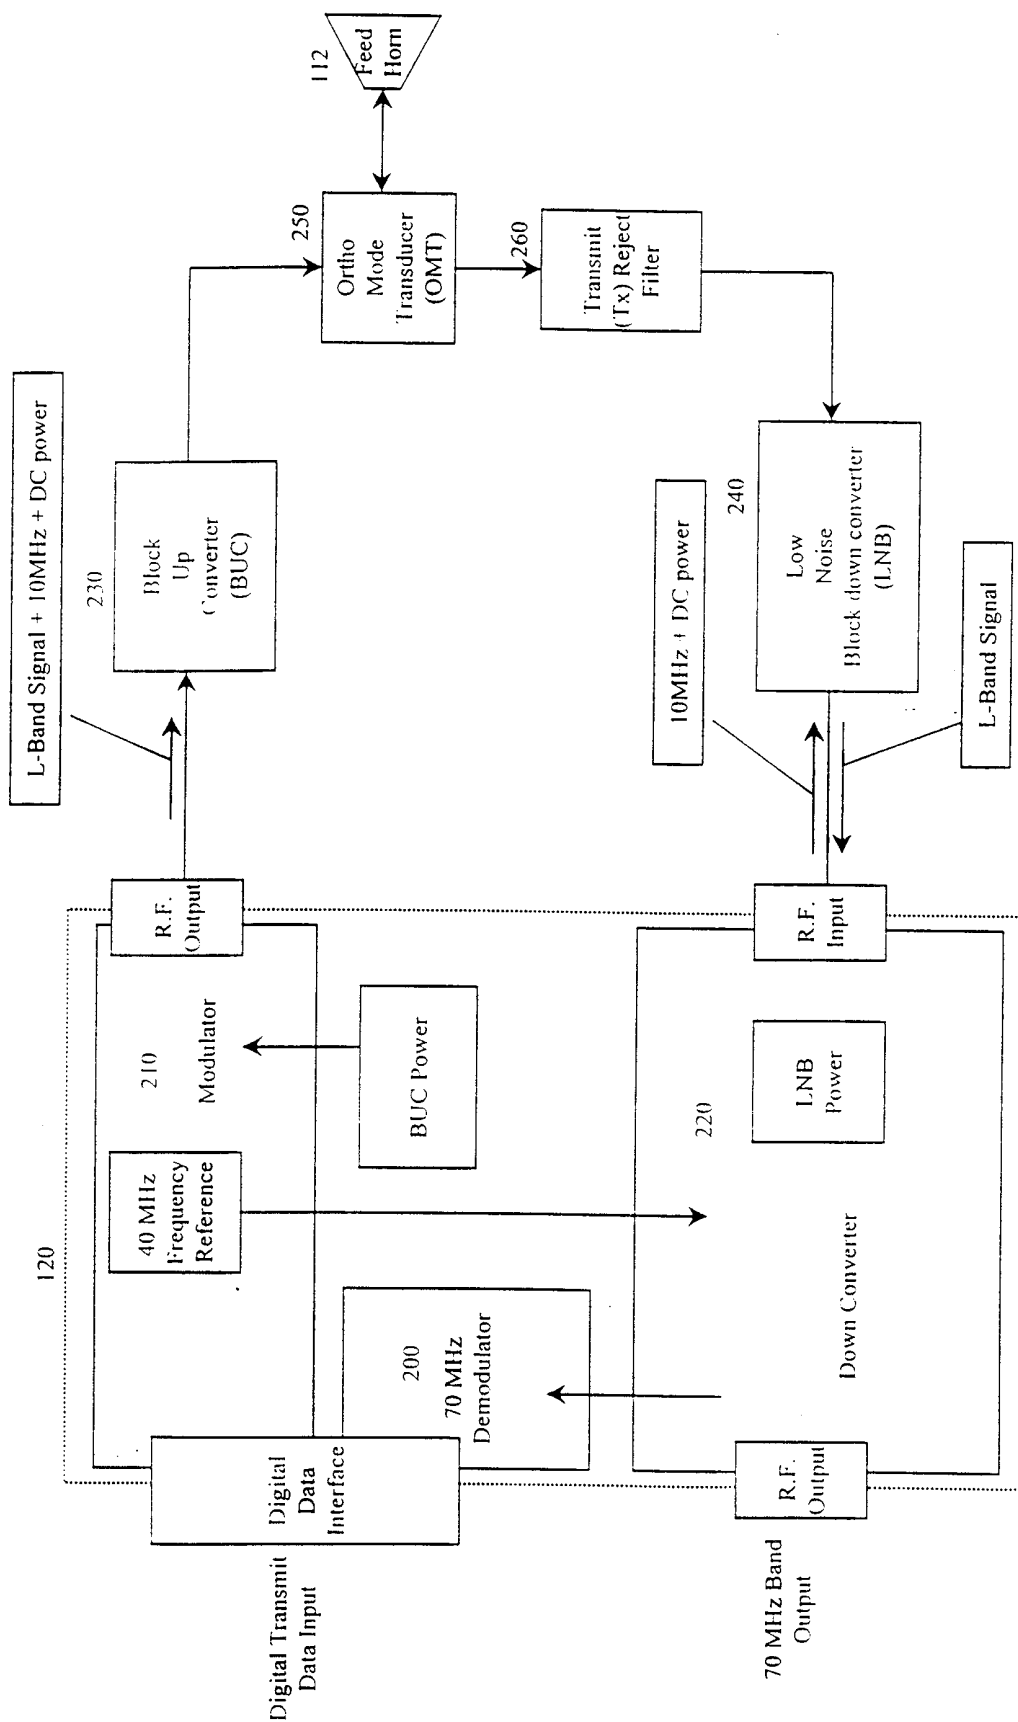 Digital Transmit
Data Input
Digital
Data
Interface
120
40 MHz
Frequency
Reference
210
Modulator
R.F.
Output
L-Band Signal + 10MHz + DC power
230
Block
Up
Converter
(BUC)
250
Ortho
Mode
Transducer
(OMT)
112
Feed
Horn
200
70 MHz
Demodulator
BUC Power
260
Transmit
(Tx) Reject
Filter
70 MHz Band
Output
R.F.
Output
Down Converter
220
LNB
Power
R.F.
Input
10MHz + DC power
L-Band Signal
240
Low
Noise
Block down converter
(LNB)